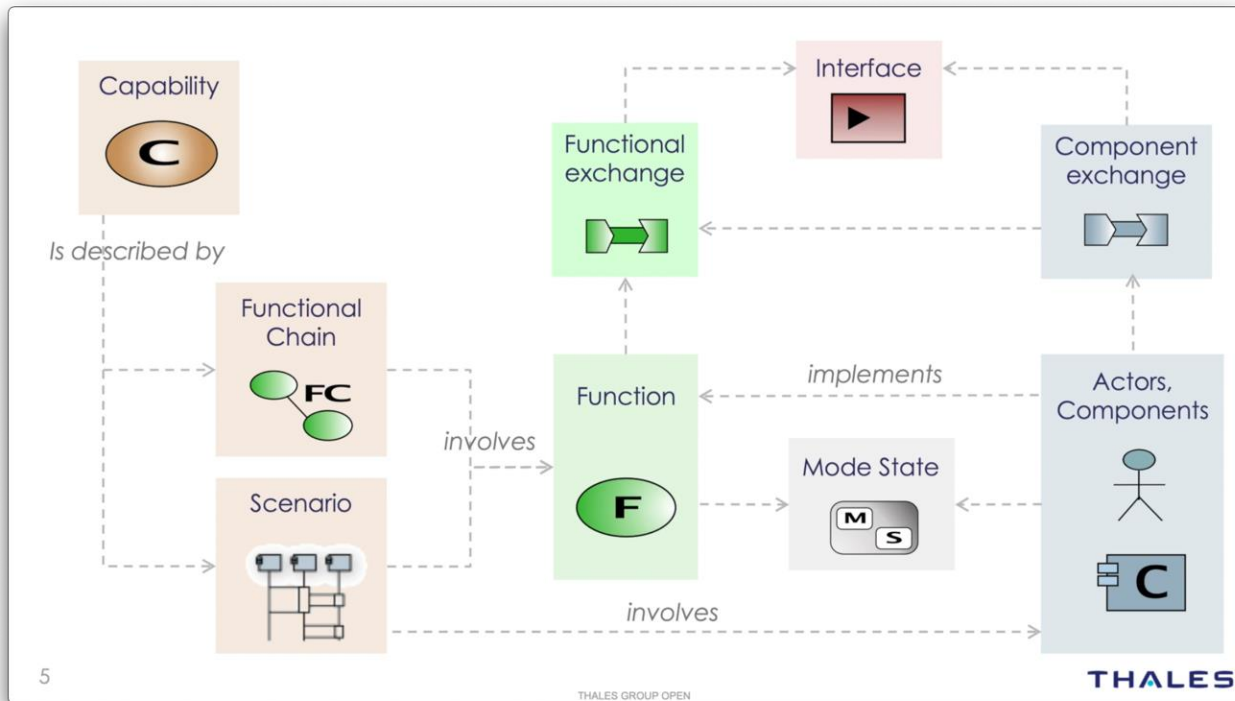 Capability
C
Is described by
Functional
Chain
FC
involves
Scenario
Functional
exchange
Interface
Component
exchange
Function
F
implements
Mode State
M
S
Actors,
Components
C
involves
5
THALES GROUP OPEN
THALES